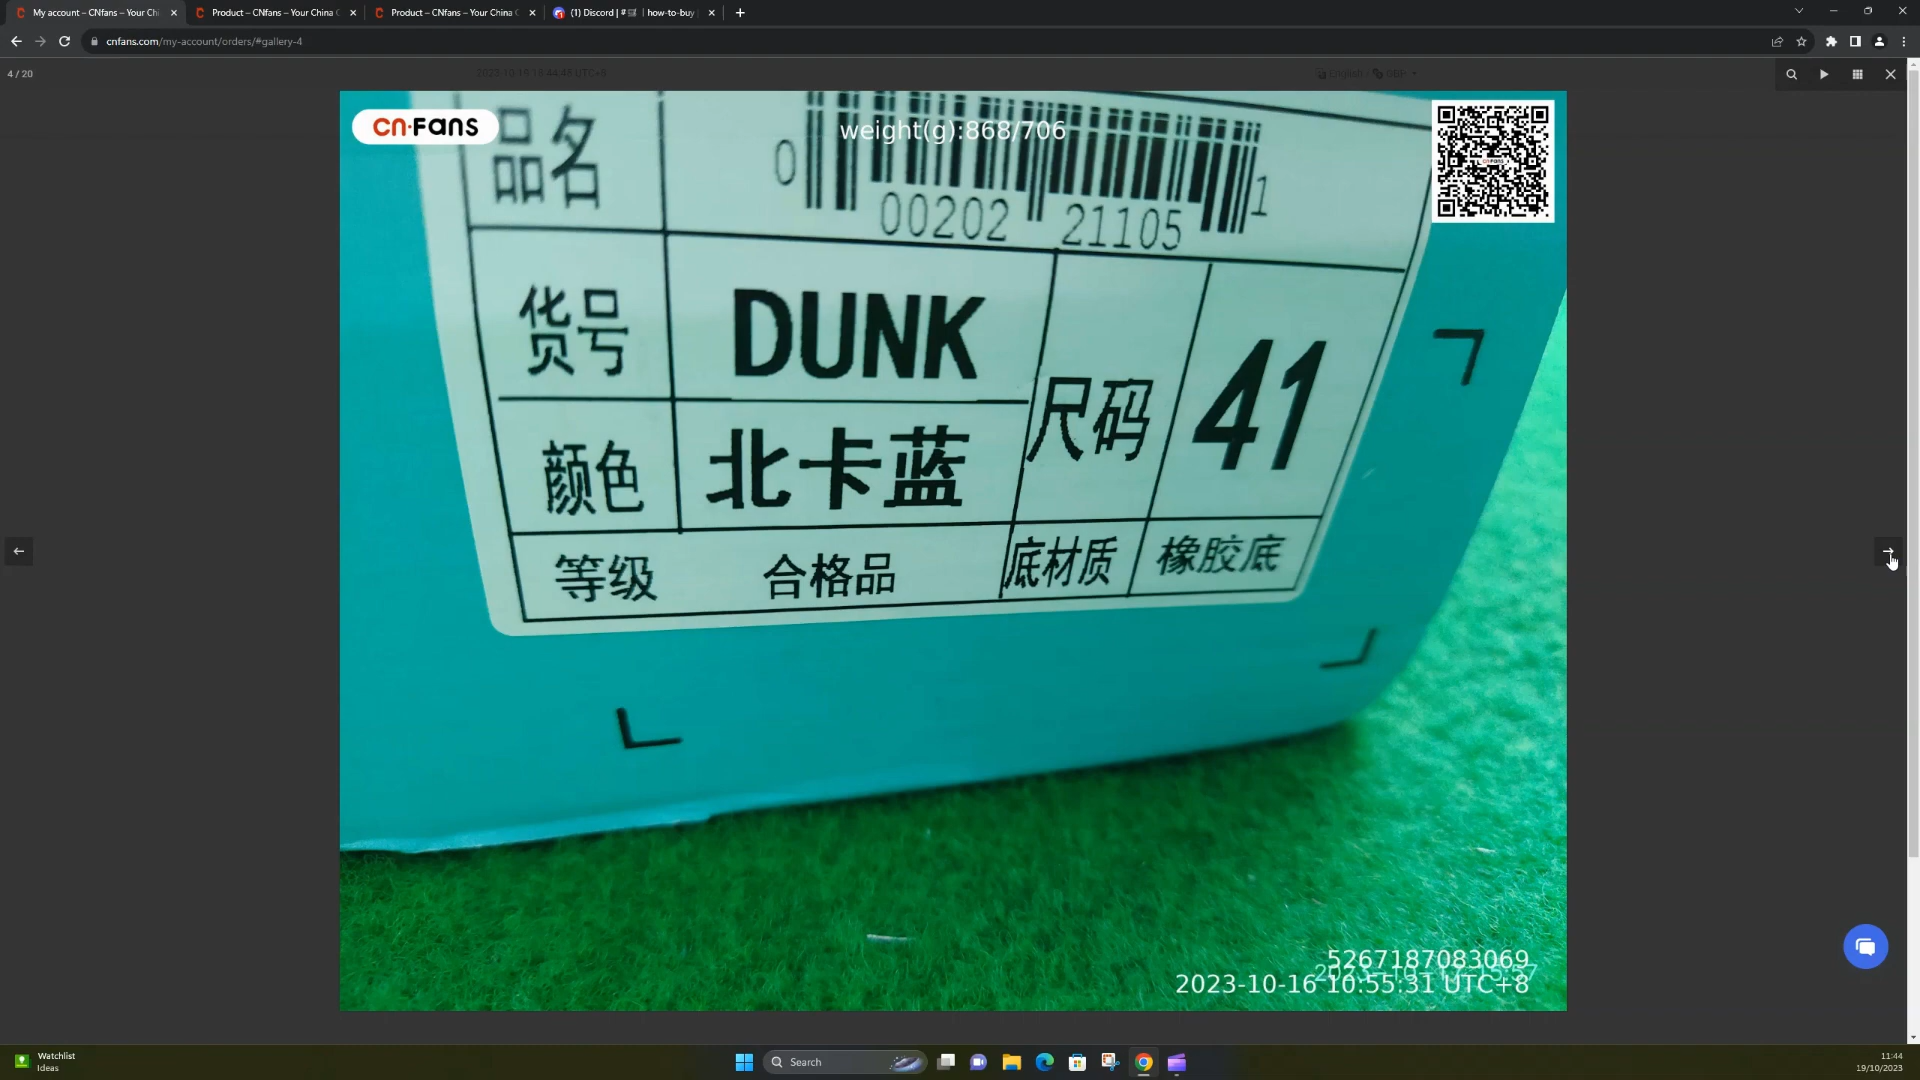 My account – CNfans – Your Chi
Product – CNfans – Your China
Product – CNfans – Your China
(1) Discord | # | how-to-buy
cnfans.com/my-account/orders/#gallery-4
4 / 20
cn·Fans
weight(g):868/706
品名
0 00202 21105 1
货号 DUNK
尺码 41
颜色 北卡蓝
等级 合格品 底材质 橡胶底
5267187083069
2023-10-16 10:55:31 UTC+8
Watchlist
Ideas
Search
11:44
19/10/2023